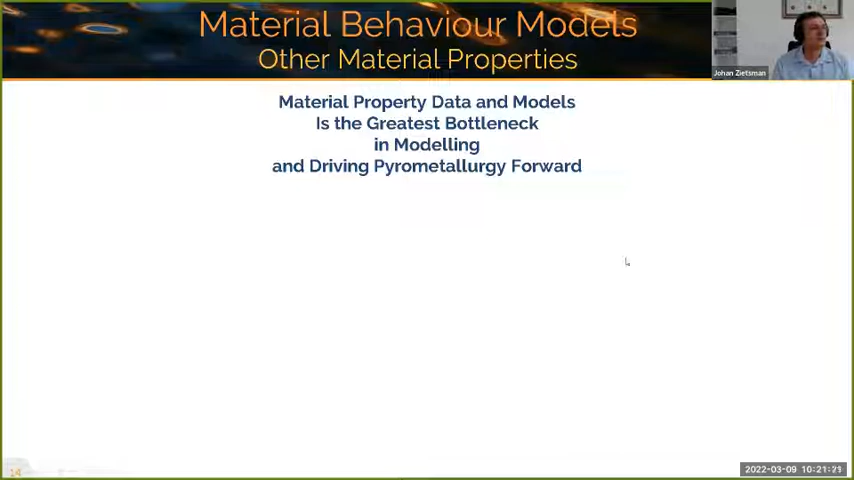 Material Behaviour Models
Other Material Properties
Johan Zietsman
Material Property Data and Models
Is the Greatest Bottleneck
in Modelling
and Driving Pyrometallurgy Forward
14
2022-03-09 10:21:21